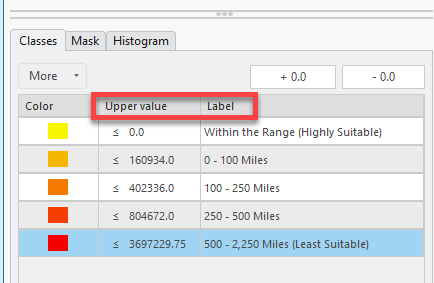 Classes Mask Histogram
More + 0.0 - 0.0
Color Upper value Label
≤ 0.0 Within the Range (Highly Suitable)
≤ 160934.0 0 - 100 Miles
≤ 402336.0 100 - 250 Miles
≤ 804672.0 250 - 500 Miles
≤ 3697229.75 500 - 2,250 Miles (Least Suitable)